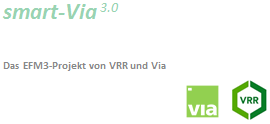 smart-Via 3.0
Das EFM3-Projekt von VRR und Via
via
VRR